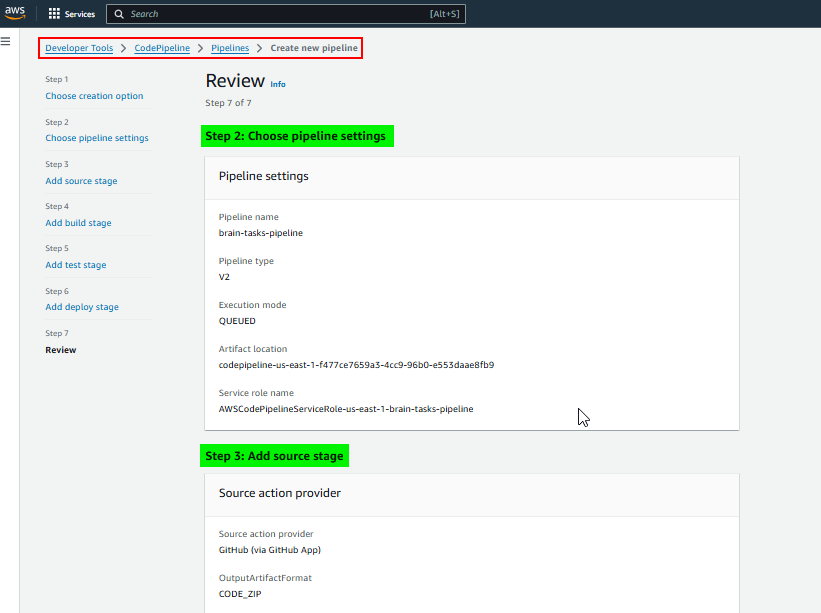 aws
Services
Search
[Alt+S]
Developer Tools > CodePipeline > Pipelines > Create new pipeline
Step 1
Choose creation option
Step 2
Choose pipeline settings
Step 3
Add source stage
Step 4
Add build stage
Step 5
Add test stage
Step 6
Add deploy stage
Step 7
Review
Review Info
Step 7 of 7
Step 2: Choose pipeline settings
Pipeline settings
Pipeline name
brain-tasks-pipeline
Pipeline type
V2
Execution mode
QUEUED
Artifact location
codepipeline-us-east-1-f477ce7659a3-4cc9-96b0-e553daae8fb9
Service role name
AWSCodePipelineServiceRole-us-east-1-brain-tasks-pipeline
Step 3: Add source stage
Source action provider
Source action provider
GitHub (via GitHub App)
OutputArtifactFormat
CODE_ZIP